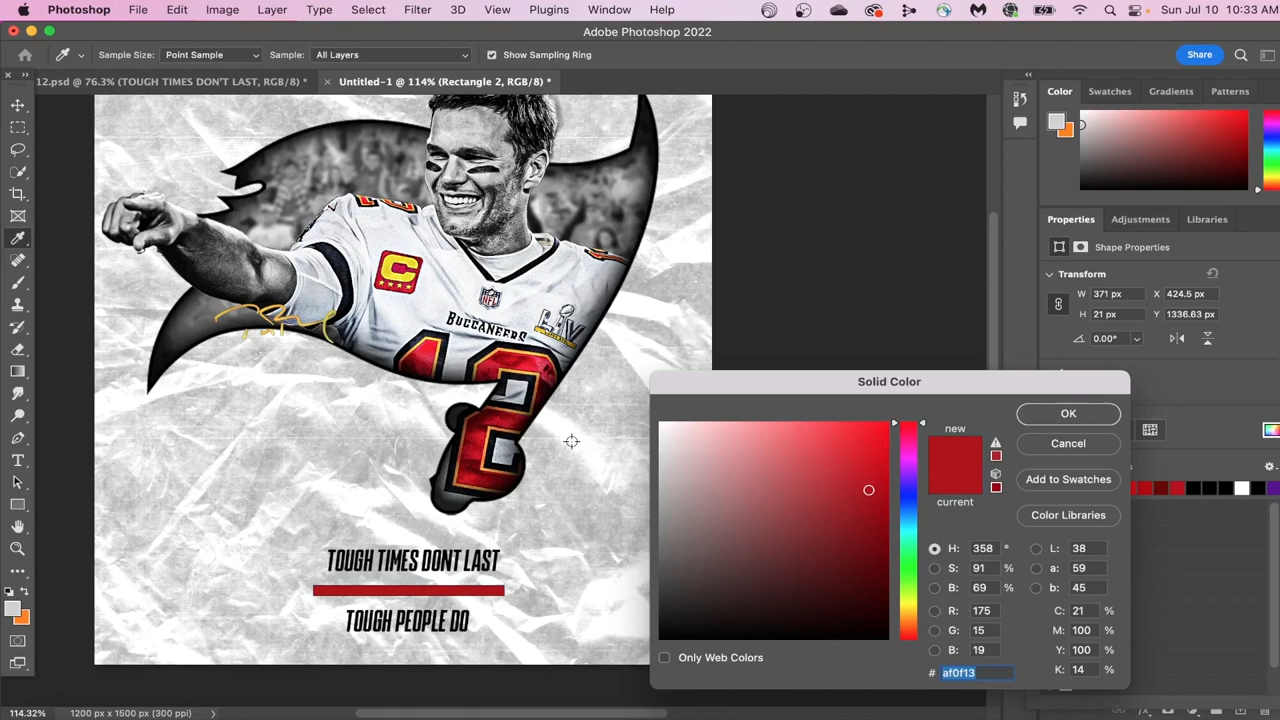 Photoshop File Edit Image Layer Type Select Filter 3D View Plugins Window Help Sun Jul 10 10:33 AM
Adobe Photoshop 2022
Sample Size: Point Sample Sample: All Layers Show Sampling Ring Share
12.psd @ 76.3% (TOUGH TIMES DON'T LAST, RGB/8) * × Untitled-1 @ 114% (Rectangle 2, RGB/8) *
Color Swatches Gradients Patterns
Properties Adjustments Libraries
Shape Properties
Transform
W 371 px X 424.5 px
H 21 px Y 1336.63 px
0.00°
C
NFL
BUCCANEERS
LV
12
TOUGH TIMES DONT LAST
TOUGH PEOPLE DO
Solid Color
new
current
OK
Cancel
Add to Swatches
Color Libraries
H: 358 ° L: 38
S: 91 % a: 59
B: 69 % b: 45
R: 175 C: 21 %
G: 15 M: 100 %
B: 19 Y: 100 %
# af0f13 K: 14 %
Only Web Colors
114.32% 1200 px x 1500 px (300 ppi)